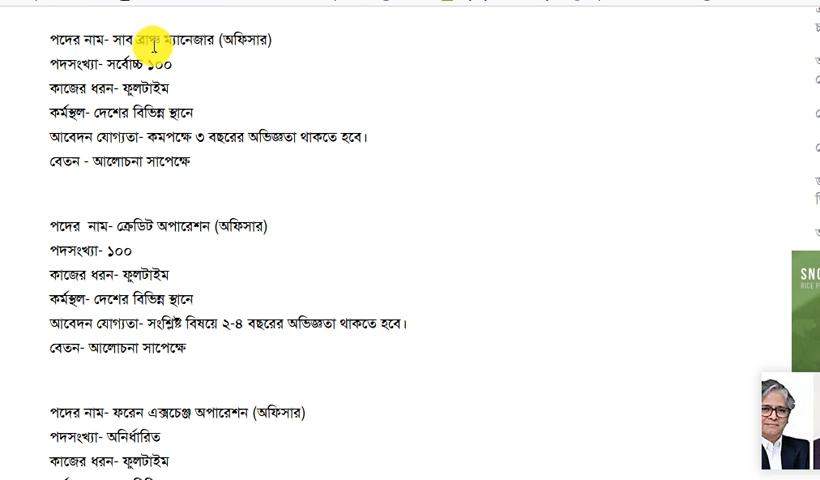 পদের নাম- সাব ব্রাঞ্চ ম্যানেজার (অফিসার)
পদসংখ্যা- সর্বোচ্চ ১০০
কাজের ধরন- ফুলটাইম
কর্মস্থল- দেশের বিভিন্ন স্থানে
আবেদন যোগ্যতা- কমপক্ষে ৩ বছরের অভিজ্ঞতা থাকতে হবে।
বেতন - আলোচনা সাপেক্ষে
পদের নাম- ক্রেডিট অপারেশন (অফিসার)
পদসংখ্যা- ১০০
কাজের ধরন- ফুলটাইম
কর্মস্থল- দেশের বিভিন্ন স্থানে
আবেদন যোগ্যতা- সংশ্লিষ্ট বিষয়ে ২-৪ বছরের অভিজ্ঞতা থাকতে হবে।
বেতন- আলোচনা সাপেক্ষে
পদের নাম- ফরেন এক্সচেঞ্জ অপারেশন (অফিসার)
পদসংখ্যা- অনির্ধারিত
কাজের ধরন- ফুলটাইম